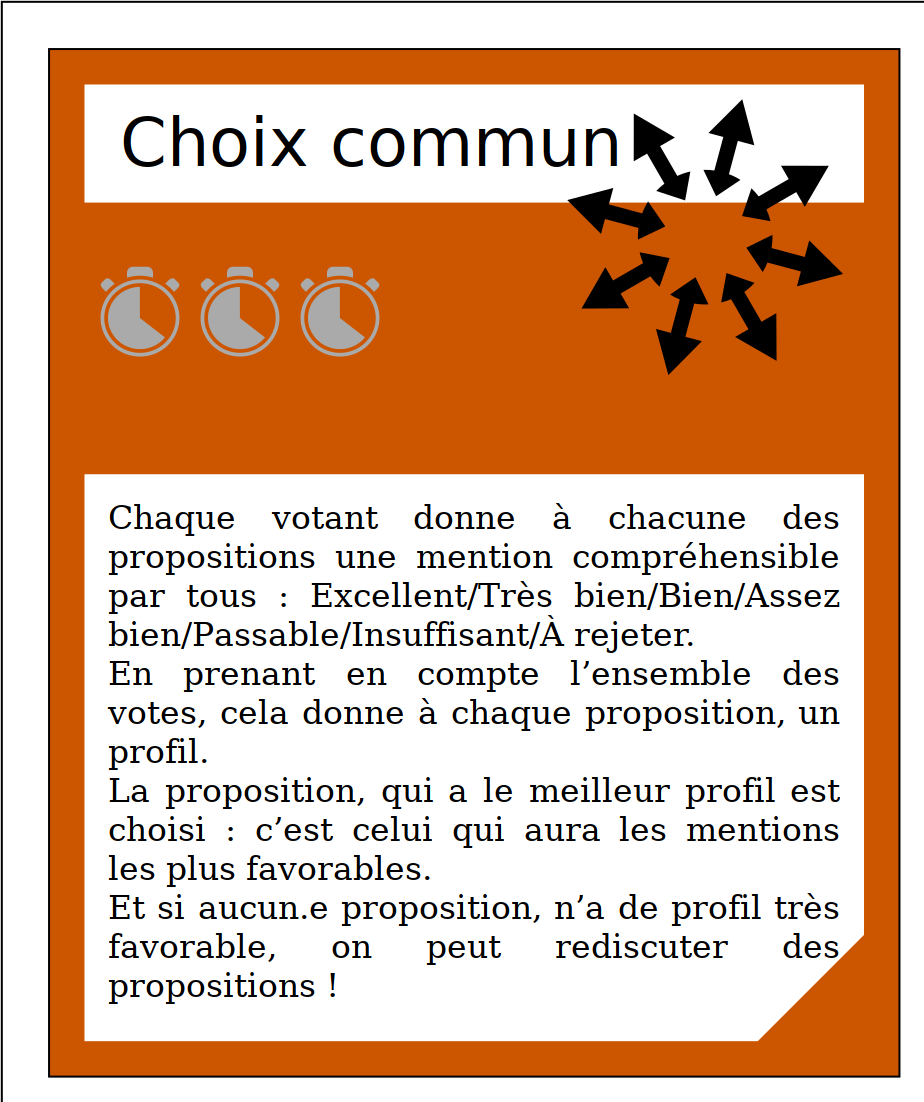 Choix commun
Chaque votant donne à chacune des
propositions une mention compréhensible
par tous : Excellent/Très bien/Bien/Assez
bien/Passable/Insuffisant/À rejeter.
En prenant en compte l’ensemble des
votes, cela donne à chaque proposition, un
profil.
La proposition, qui a le meilleur profil est
choisi : c’est celui qui aura les mentions
les plus favorables.
Et si aucun.e proposition, n’a de profil très
favorable, on peut rediscuter des
propositions !